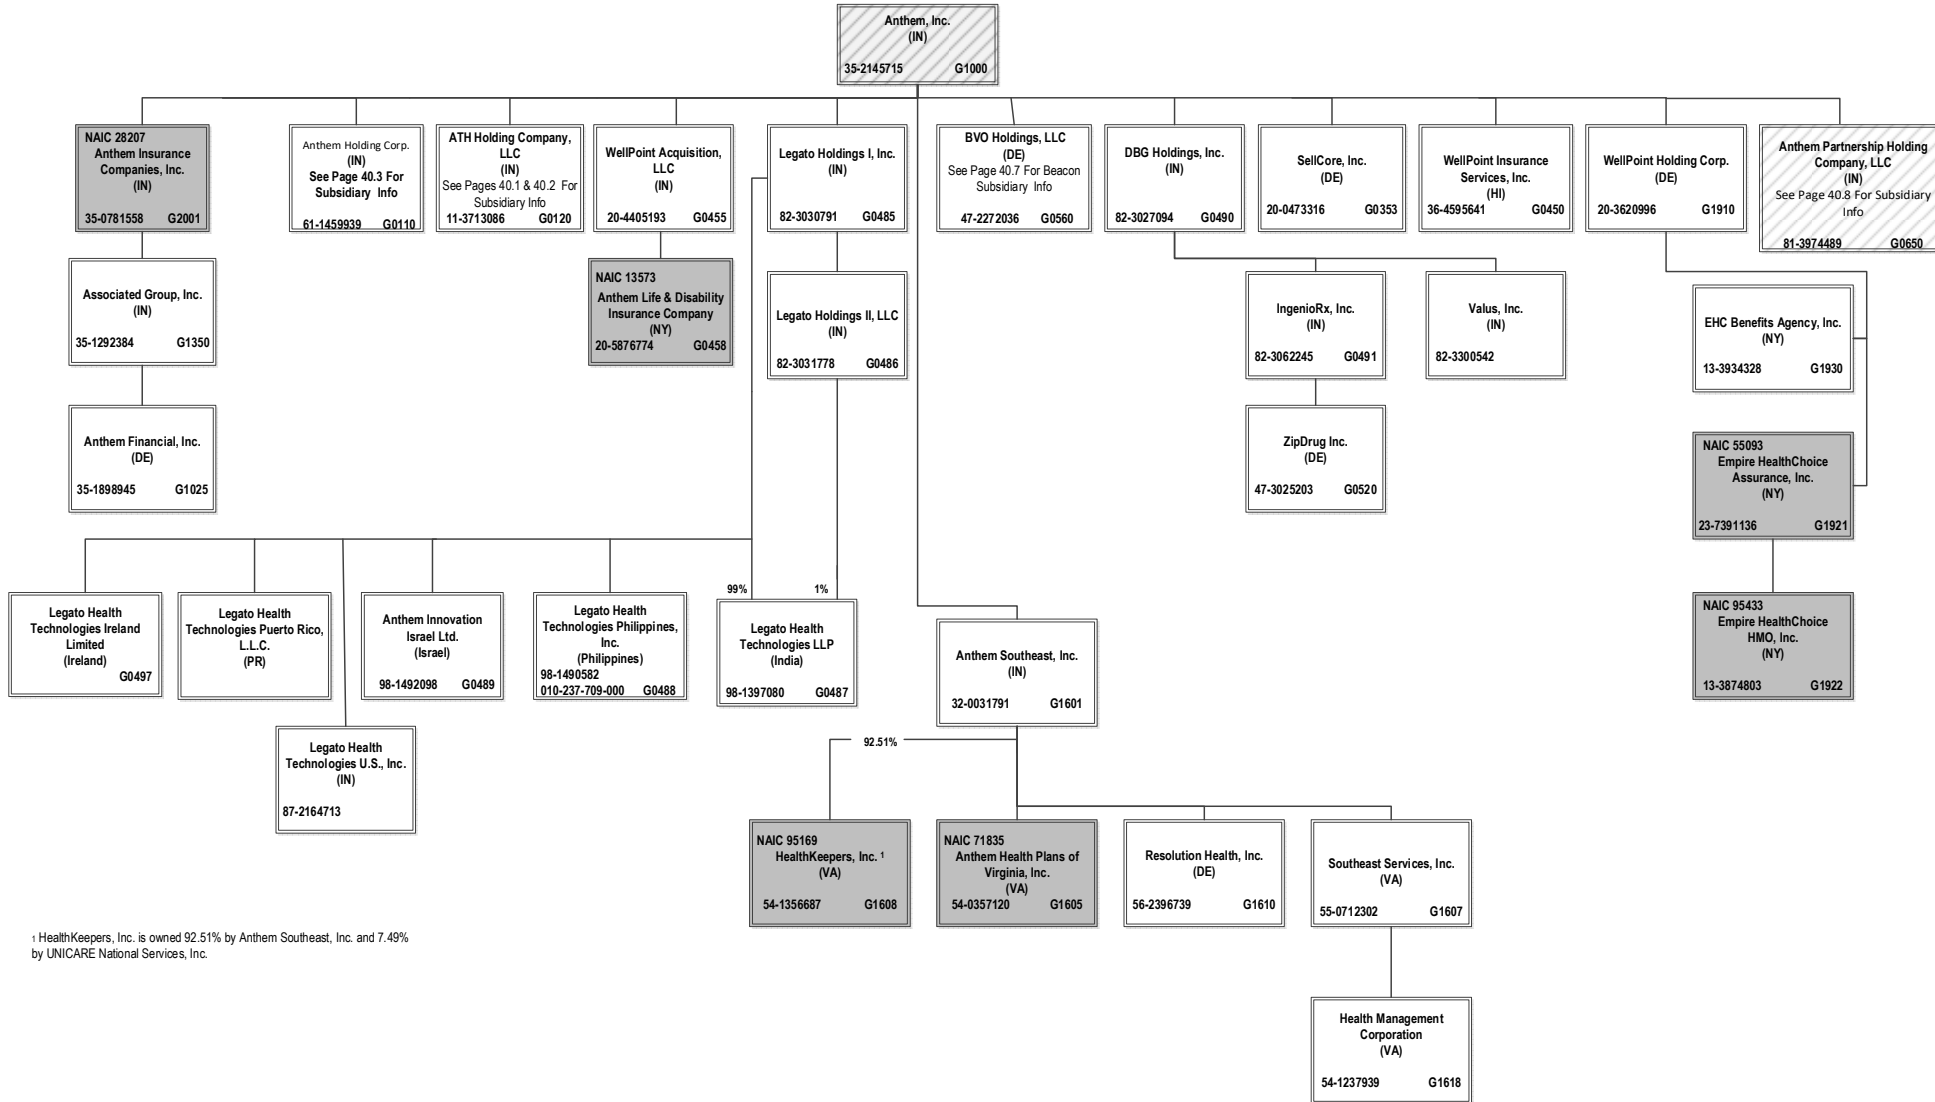 Anthem, Inc.
(IN)
35-2145715 G1000
NAIC 28207
Anthem Insurance
Companies, Inc.
(IN)
35-0781558 G2001
Anthem Holding Corp.
(IN)
See Page 40.3 For
Subsidiary Info
61-1459939 G0110
ATH Holding Company,
LLC
(IN)
See Pages 40.1 & 40.2 For
Subsidiary Info
11-3713086 G0120
WellPoint Acquisition,
LLC
(IN)
20-4405193 G0455
Legato Holdings I, Inc.
(IN)
82-3030791 G0485
BVO Holdings, LLC
(DE)
See Page 40.7 For Beacon
Subsidiary Info
47-2272036 G0560
DBG Holdings, Inc.
(IN)
82-3027094 G0490
SellCore, Inc.
(DE)
20-0473316 G0353
WellPoint Insurance
Services, Inc.
(HI)
36-4595641 G0450
WellPoint Holding Corp.
(DE)
20-3620996 G1910
Anthem Partnership Holding
Company, LLC
(IN)
See Page 40.8 For Subsidiary
Info
81-3974489 G0650
Associated Group, Inc.
(IN)
35-1292384 G1350
NAIC 13573
Anthem Life & Disability
Insurance Company
(NY)
20-5876774 G0458
Legato Holdings II, LLC
(IN)
82-3031778 G0486
IngenioRx, Inc.
(IN)
82-3062245 G0491
Valus, Inc.
(IN)
82-3300542
EHC Benefits Agency, Inc.
(NY)
13-3934328 G1930
Anthem Financial, Inc.
(DE)
35-1898945 G1025
ZipDrug Inc.
(DE)
47-3025203 G0520
NAIC 55093
Empire HealthChoice
Assurance, Inc.
(NY)
23-7391136 G1921
99% 1%
Legato Health
Technologies Ireland
Limited
(Ireland)
G0497
Legato Health
Technologies Puerto Rico,
L.L.C.
(PR)
Anthem Innovation
Israel Ltd.
(Israel)
98-1492098 G0489
Legato Health
Technologies Philippines,
Inc.
(Philippines)
98-1490582
010-237-709-000 G0488
Legato Health
Technologies LLP
(India)
98-1397080 G0487
Anthem Southeast, Inc.
(IN)
32-0031791 G1601
NAIC 95433
Empire HealthChoice
HMO, Inc.
(NY)
13-3874803 G1922
Legato Health
Technologies U.S., Inc.
(IN)
87-2164713
92.51%
NAIC 95169
HealthKeepers, Inc. 1
(VA)
54-1356687 G1608
NAIC 71835
Anthem Health Plans of
Virginia, Inc.
(VA)
54-0357120 G1605
Resolution Health, Inc.
(DE)
56-2396739 G1610
Southeast Services, Inc.
(VA)
55-0712302 G1607
1 HealthKeepers, Inc. is owned 92.51% by Anthem Southeast, Inc. and 7.49%
by UNICARE National Services, Inc.
Health Management
Corporation
(VA)
54-1237939 G1618